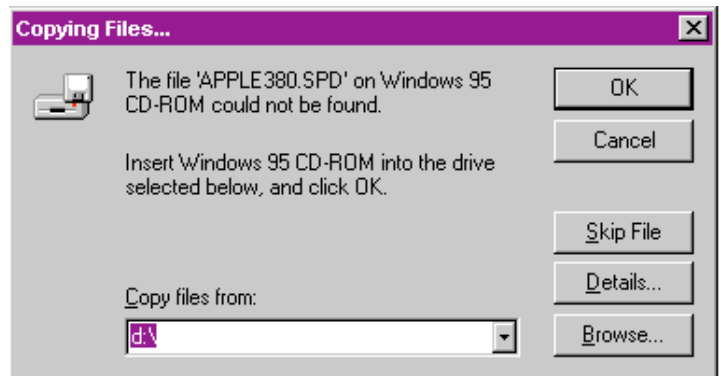 Copying Files...
The file 'APPLE380.SPD' on Windows 95
CD-ROM could not be found.
Insert Windows 95 CD-ROM into the drive
selected below, and click OK.
Copy files from:
d:\
OK
Cancel
Skip File
Details...
Browse...